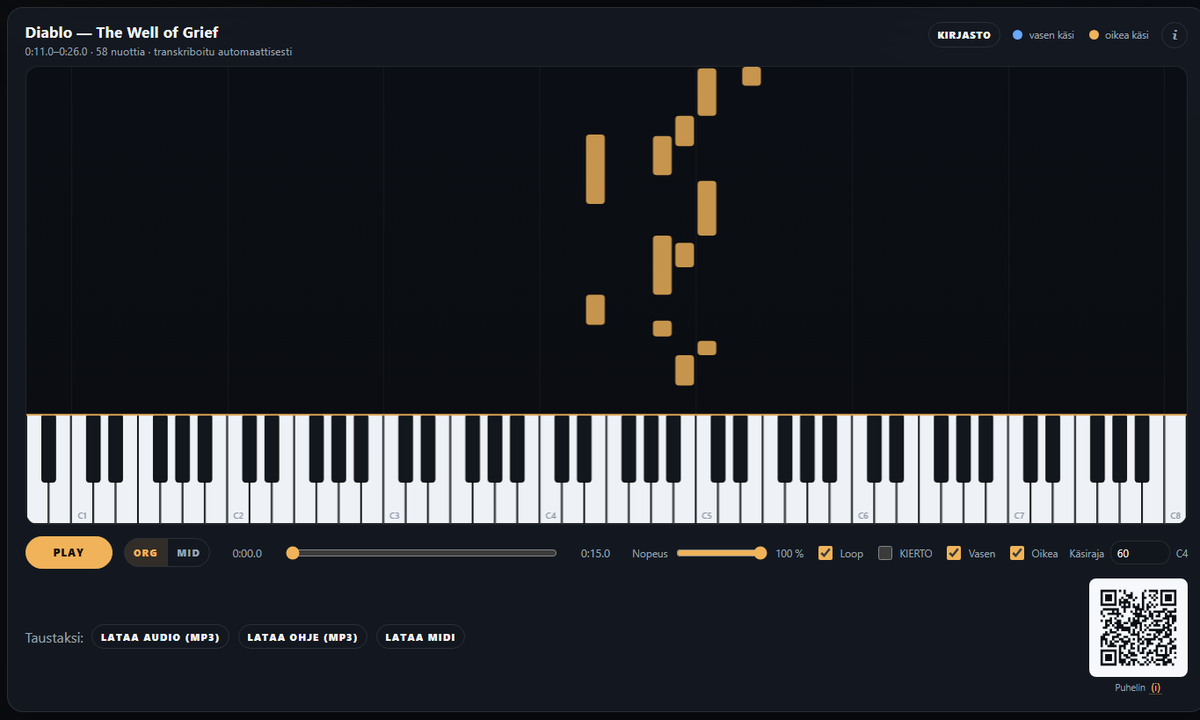 Diablo — The Well of Grief
0:11.0–0:26.0 · 58 nuottia · transkriboitu automaattisesti
KIRJASTO
vasen käsi
oikea käsi
i
C1 C2 C3 C4 C5 C6 C7 C8
PLAY
ORG MID
0:00.0
0:15.0
Nopeus
100 %
Loop
KIERTO
Vasen
Oikea
Käsiraja
60
C4
Taustaksi:
LATAA AUDIO (MP3)
LATAA OHJE (MP3)
LATAA MIDI
Puhelin (i)